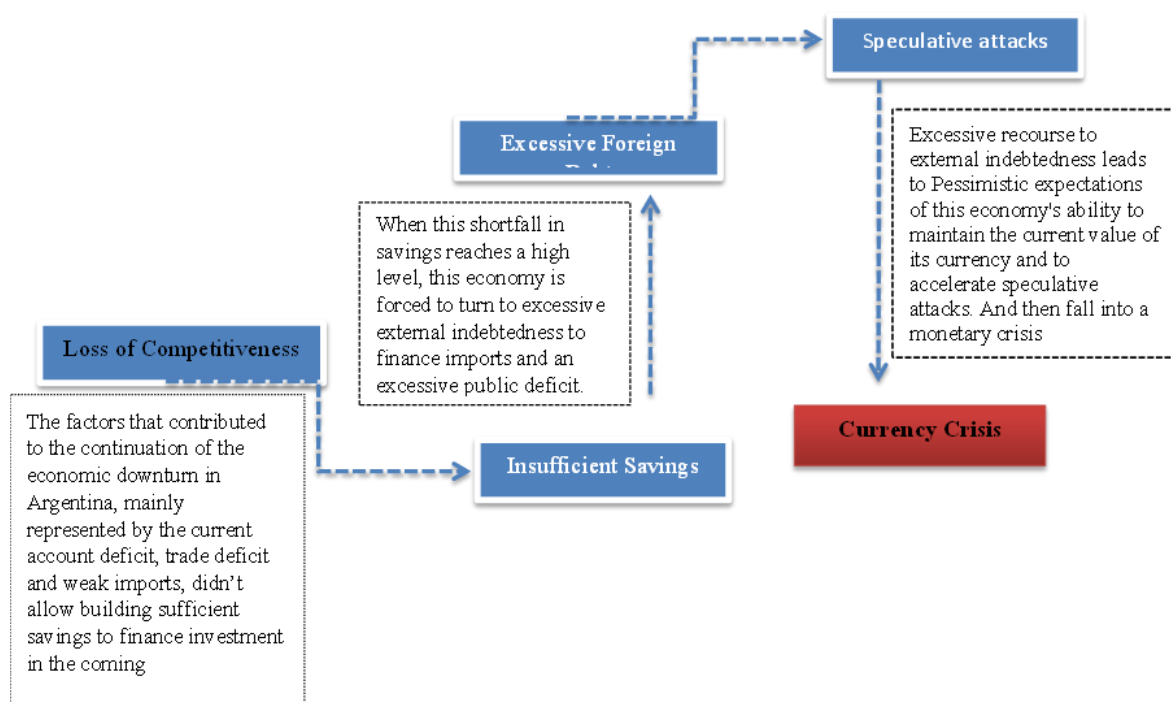 Speculative attacks
Excessive Foreign
Excessive recourse to
external indebtedness leads
to Pessimistic expectations
of this economy's ability to
maintain the current value of
its currency and to
accelerate speculative
attacks. And then fall into a
monetary crisis
When this shortfall in
savings reaches a high
level, this economy is
forced to turn to excessive
external indebtedness to
finance imports and an
excessive public deficit.
Loss of Competitiveness
The factors that contributed
to the continuation of the
economic downturn in
Argentina, mainly
represented by the current
account deficit, trade deficit
and weak imports, didn’t
allow building sufficient
savings to finance investment
in the coming
Insufficient Savings
Currency Crisis